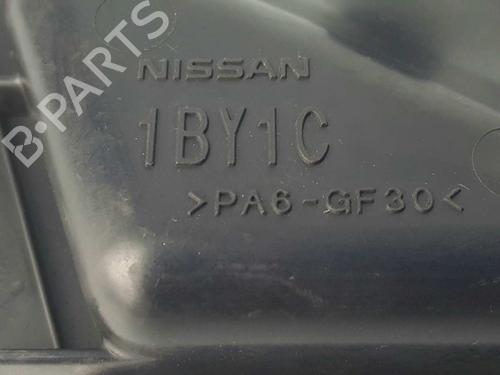 B-PARTS
NISSAN
1BY1C
>PA6-GF30<